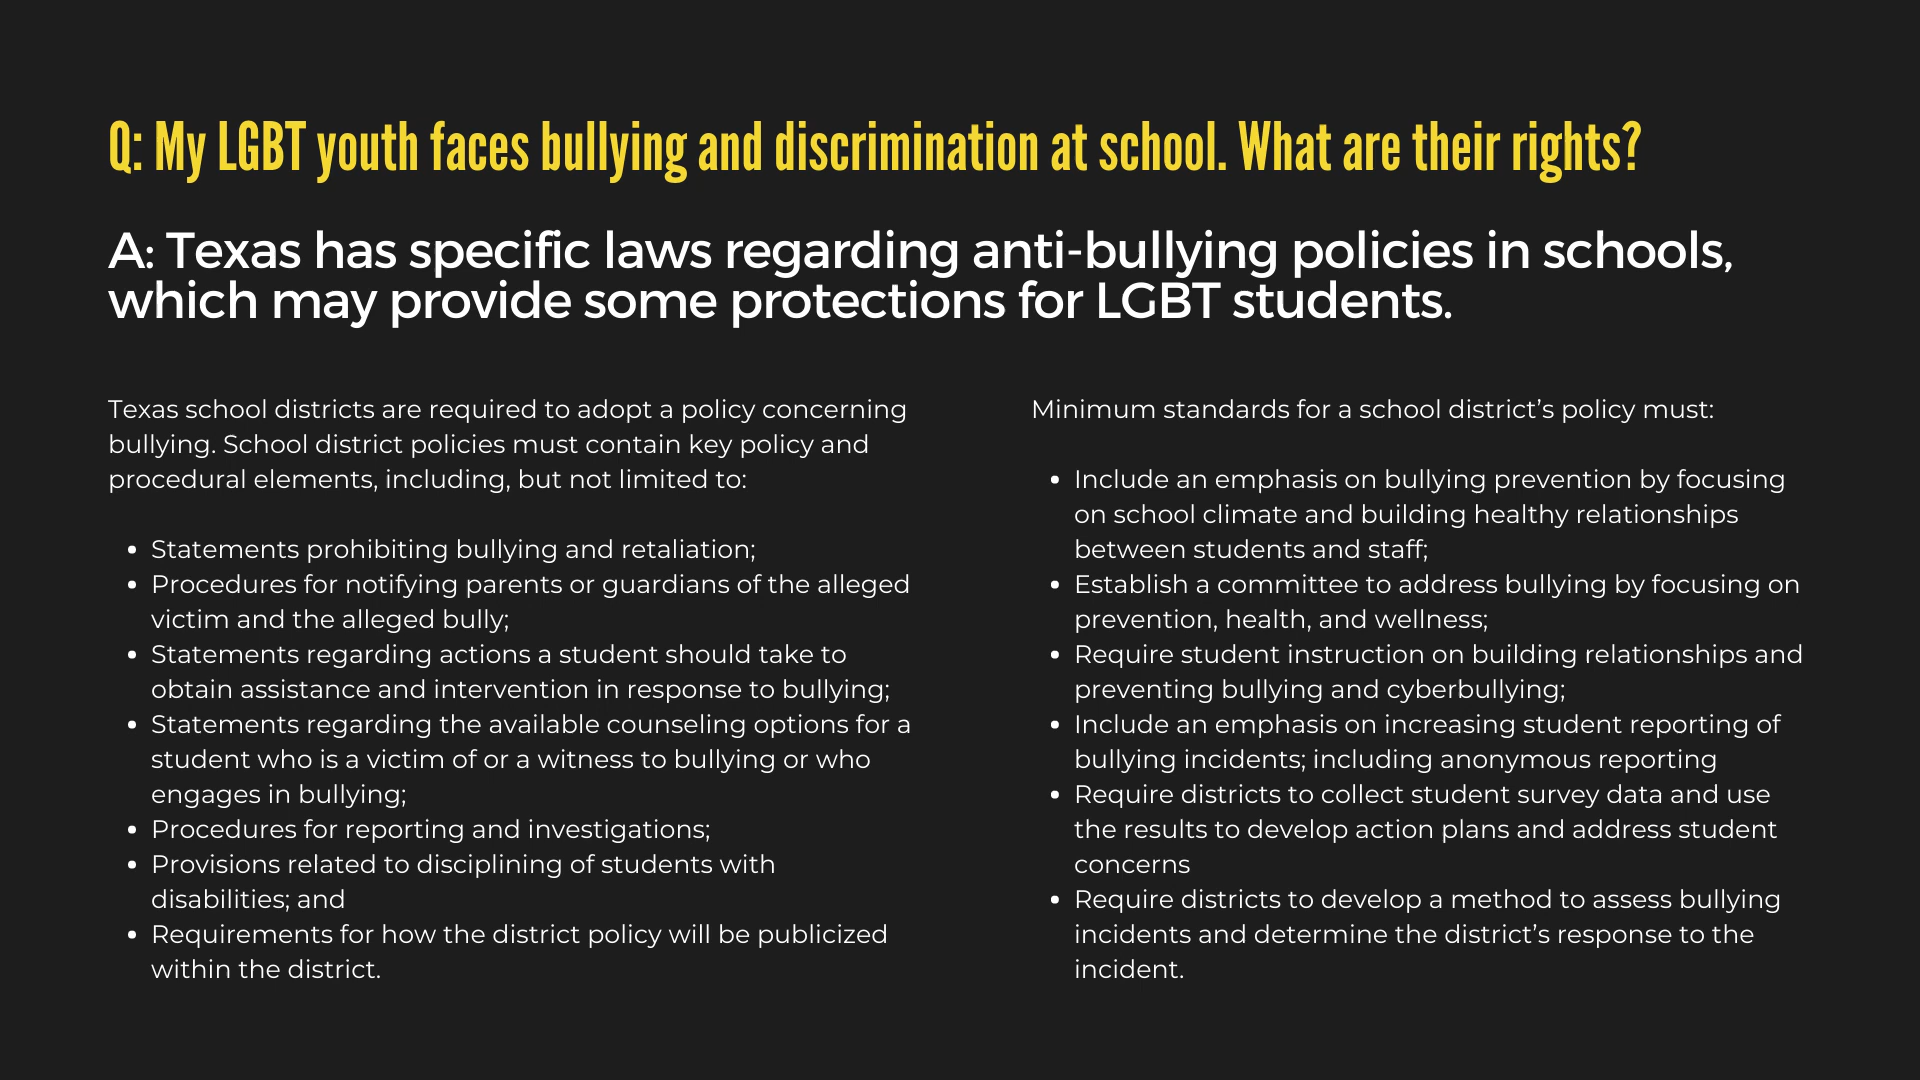 Q: My LGBT youth faces bullying and discrimination at school. What are their rights?
A: Texas has specific laws regarding anti-bullying policies in schools,
which may provide some protections for LGBT students.
Texas school districts are required to adopt a policy concerning
bullying. School district policies must contain key policy and
procedural elements, including, but not limited to:
• Statements prohibiting bullying and retaliation;
• Procedures for notifying parents or guardians of the alleged
victim and the alleged bully;
• Statements regarding actions a student should take to
obtain assistance and intervention in response to bullying;
• Statements regarding the available counseling options for a
student who is a victim of or a witness to bullying or who
engages in bullying;
• Procedures for reporting and investigations;
• Provisions related to disciplining of students with
disabilities; and
• Requirements for how the district policy will be publicized
within the district.
Minimum standards for a school district’s policy must:
• Include an emphasis on bullying prevention by focusing
on school climate and building healthy relationships
between students and staff;
• Establish a committee to address bullying by focusing on
prevention, health, and wellness;
• Require student instruction on building relationships and
preventing bullying and cyberbullying;
• Include an emphasis on increasing student reporting of
bullying incidents; including anonymous reporting
• Require districts to collect student survey data and use
the results to develop action plans and address student
concerns
• Require districts to develop a method to assess bullying
incidents and determine the district’s response to the
incident.